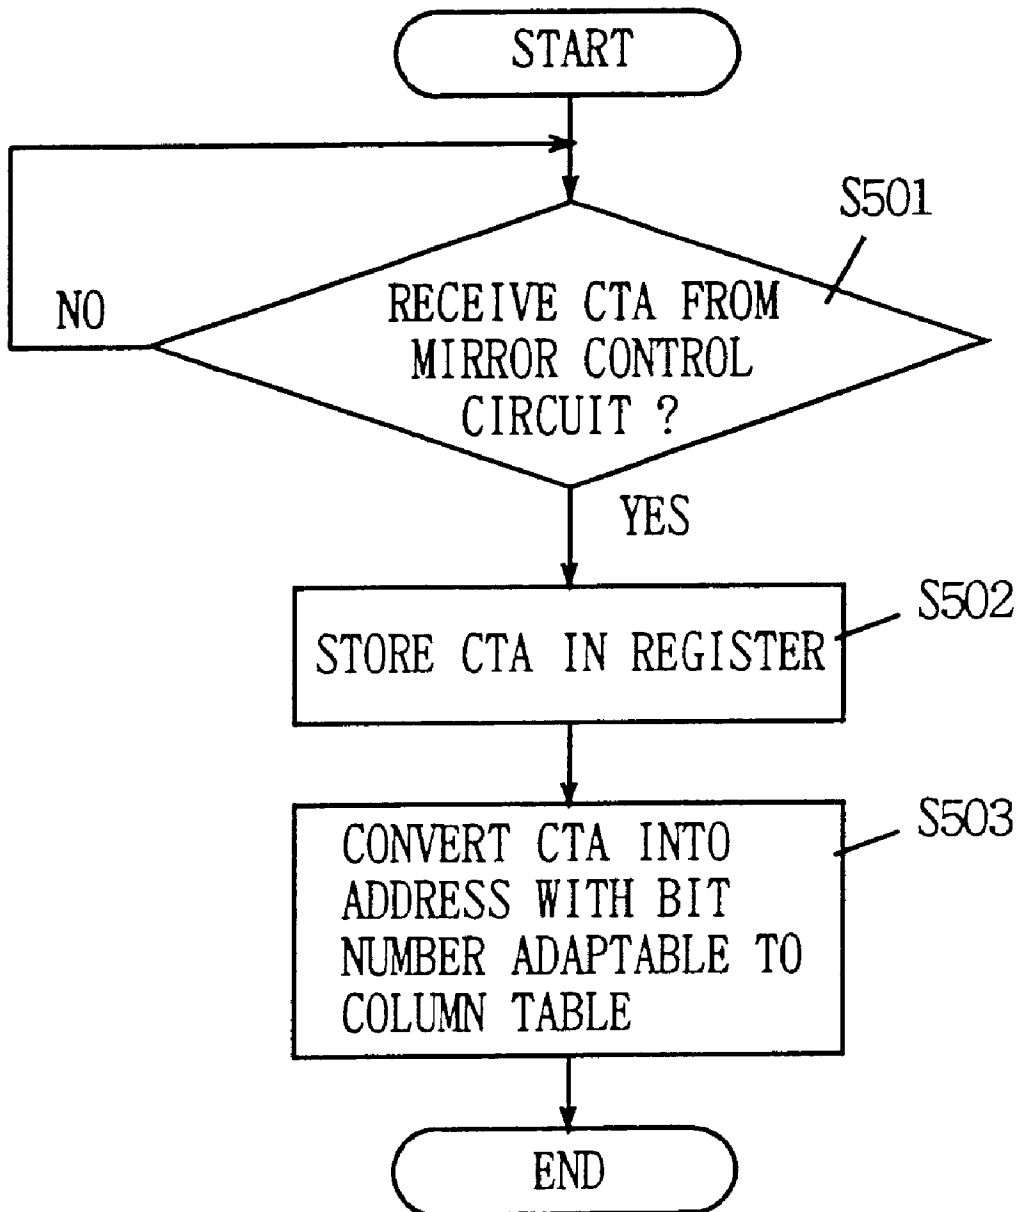 START
S501
RECEIVE CTA FROM
MIRROR CONTROL
CIRCUIT ?
NO
YES
S502
STORE CTA IN REGISTER
S503
CONVERT CTA INTO
ADDRESS WITH BIT
NUMBER ADAPTABLE TO
COLUMN TABLE
END